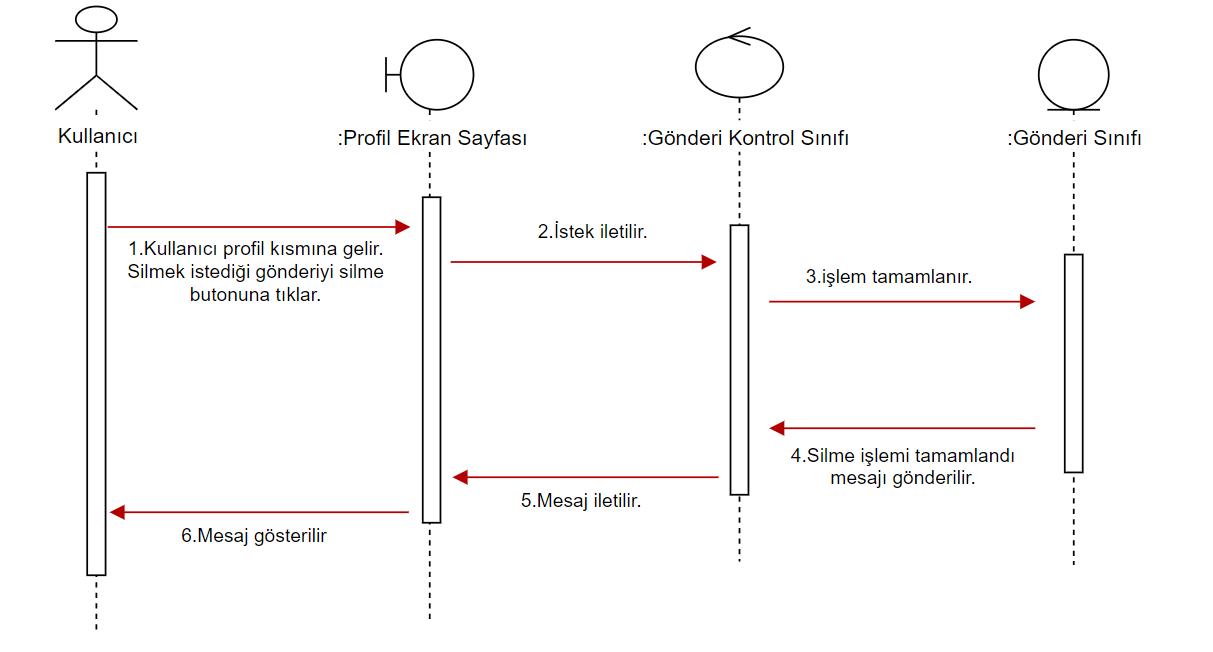 Kullanıcı
:Profil Ekran Sayfası
:Gönderi Kontrol Sınıfı
:Gönderi Sınıfı
1.Kullanıcı profil kısmına gelir.
Silmek istediği gönderiyi silme
butonuna tıklar.
2.İstek iletilir.
3.işlem tamamlanır.
4.Silme işlemi tamamlandı
mesajı gönderilir.
5.Mesaj iletilir.
6.Mesaj gösterilir